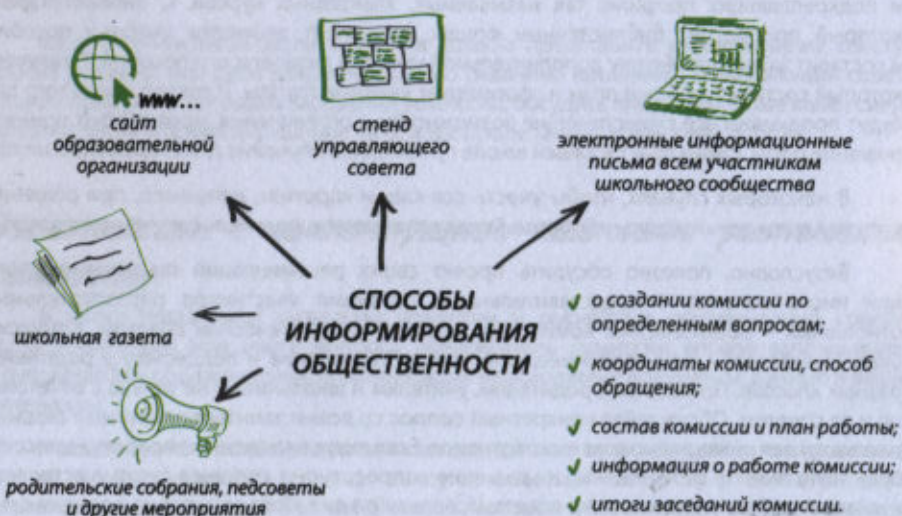 www...
сайт
образовательной
организации
стенд
управляющего
совета
электронные информационные
письма всем участникам
школьного сообщества
школьная газета
СПОСОБЫ
ИНФОРМИРОВАНИЯ
ОБЩЕСТВЕННОСТИ
родительские собрания, педсоветы
и другие мероприятия
о создании комиссии по
определенным вопросам;
✓ координаты комиссии, способ
обращения;
✓ состав комиссии и план работы;
✓ информация о работе комиссии;
✓ итоги заседаний комиссии.